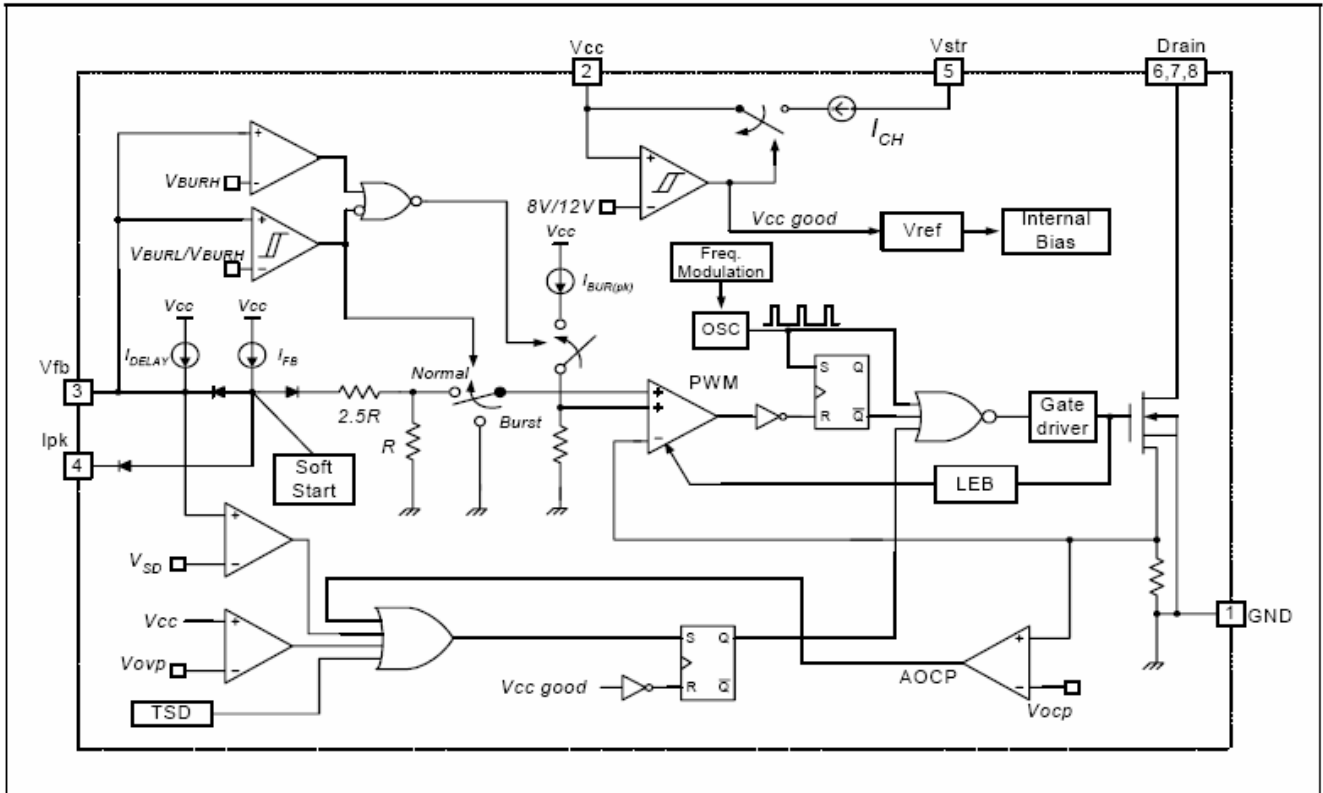 Vcc
2
Vstr
5
Drain
6,7,8
ICH
+
VBURH
-
+
VBURL/VBURH
-
+
8V/12V
-
Vcc good
Vref
Internal
Bias
Vcc
IBUR(pk)
Freq.
Modulation
OSC
Vcc
Vcc
IDELAY
IFB
Vfb
3
Normal
2.5R
R
Burst
PWM
+
+
-
S
Q
R
Q
Gate
driver
LEB
Ipk
4
Soft
Start
+
VSD
-
Vcc
+
Vovp
-
TSD
S
Q
Vcc good
R
Q
AOCP
+
-
Vocp
1
GND